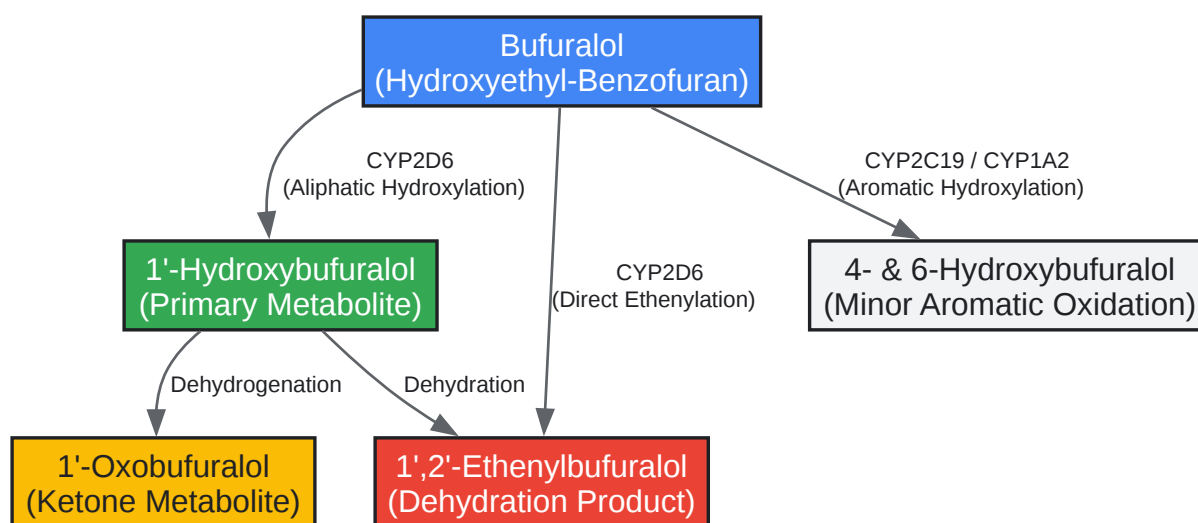 Bufuralol
(Hydroxyethyl-Benzofuran)
CYP2D6
(Aliphatic Hydroxylation)
CYP2C19 / CYP1A2
(Aromatic Hydroxylation)
1'-Hydroxybufuralol
(Primary Metabolite)
CYP2D6
(Direct Ethenylation)
4- & 6-Hydroxybufuralol
(Minor Aromatic Oxidation)
Dehydrogenation
Dehydration
1'-Oxobufuralol
(Ketone Metabolite)
1',2'-Ethenylbufuralol
(Dehydration Product)